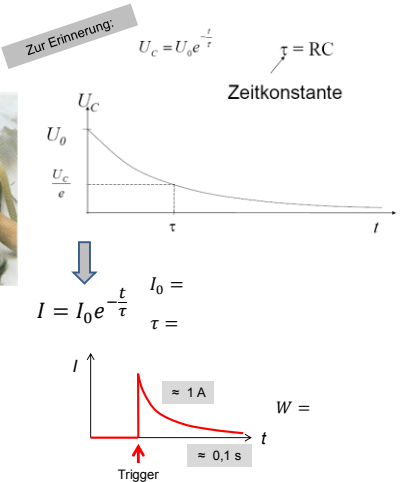 Zur Erinnerung:
U_C = U_0 e^{-t/τ}
τ = RC
Zeitkonstante
U_C
U_0
U_c/e
τ
t
I = I_0 e^{-t/τ}
I_0 =
τ =
I
≈ 1 A
W =
t
≈ 0,1 s
Trigger